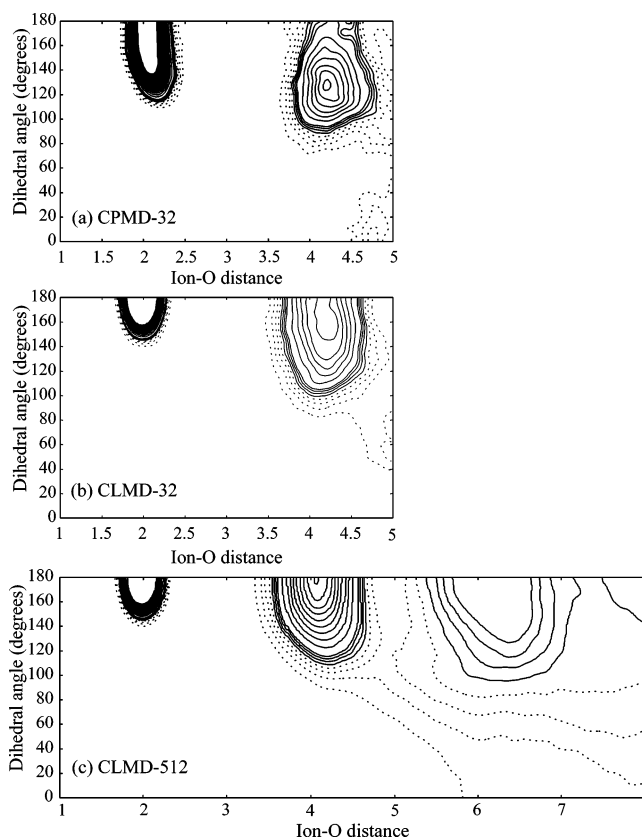 180
160
140
120
100
80
60
40
20
0
Dihedral angle (degrees)
(a) CPMD-32
1 1.5 2 2.5 3 3.5 4 4.5 5
Ion-O distance
180
160
140
120
100
80
60
40
20
0
Dihedral angle (degrees)
(b) CLMD-32
1 1.5 2 2.5 3 3.5 4 4.5 5
Ion-O distance
180
160
140
120
100
80
60
40
20
0
Dihedral angle (degrees)
(c) CLMD-512
1 2 3 4 5 6 7
Ion-O distance